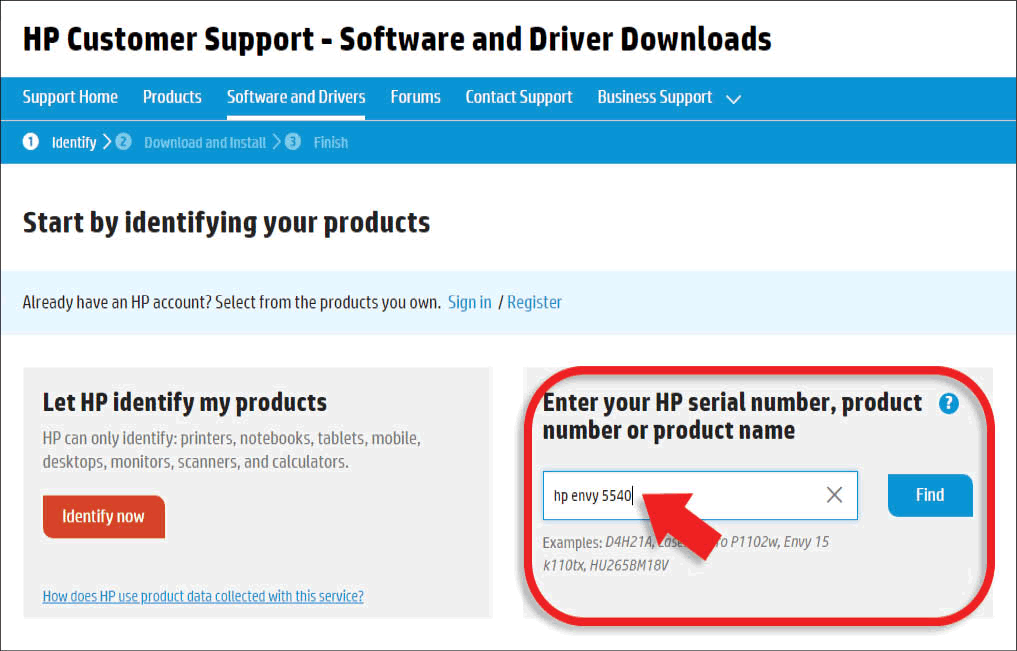 HP Customer Support - Software and Driver Downloads
Support Home Products Software and Drivers Forums Contact Support Business Support
1 Identify 2 Download and Install 3 Finish
Start by identifying your products
Already have an HP account? Select from the products you own. Sign in / Register
Let HP identify my products
HP can only identify: printers, notebooks, tablets, mobile,
desktops, monitors, scanners, and calculators.
Identify now
How does HP use product data collected with this service?
Enter your HP serial number, product ?
number or product name
hp envy 5540
Find
Examples: D4H21A, P1102w, Envy 15
k110tx, HU265BM18V